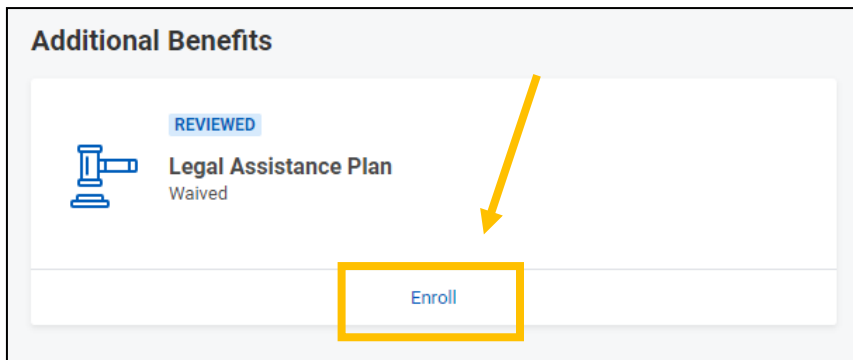 Additional Benefits
REVIEWED
Legal Assistance Plan
Waived
Enroll